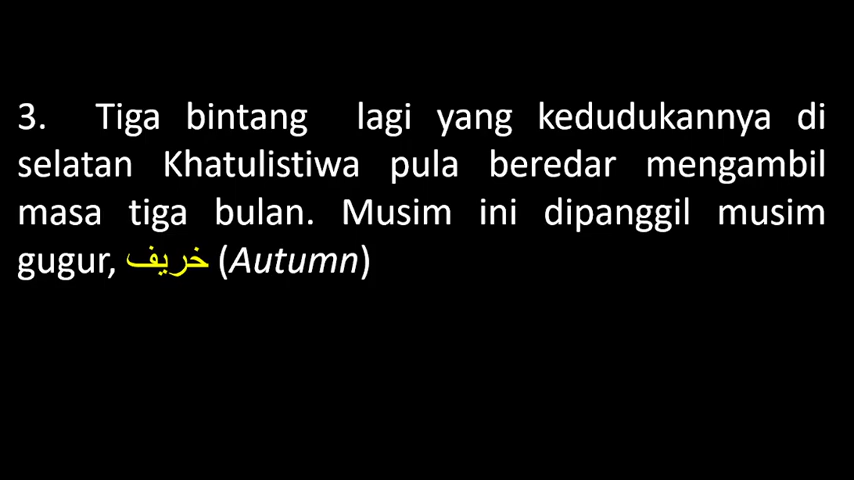 3. Tiga bintang lagi yang kedudukannya di
selatan Khatulistiwa pula beredar mengambil
masa tiga bulan. Musim ini dipanggil musim
gugur, خريف (Autumn)